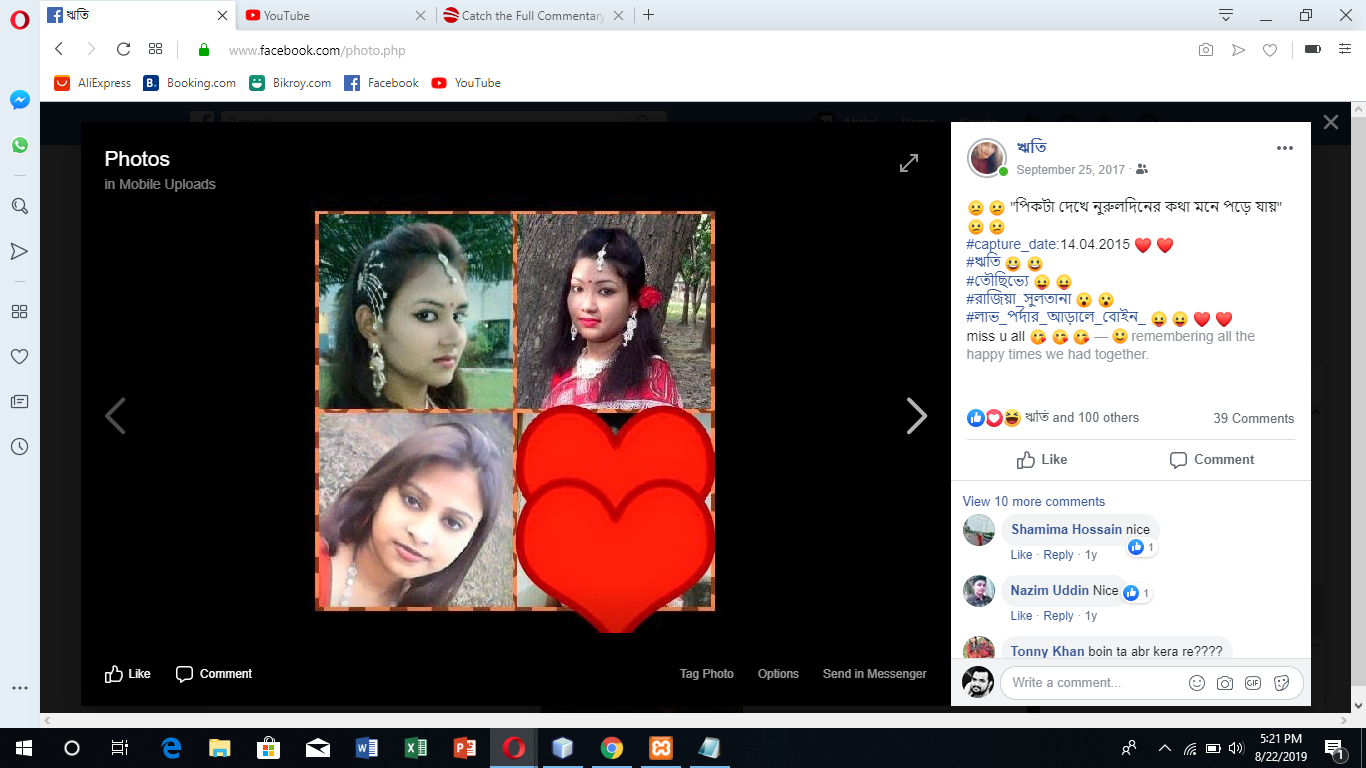 ঋতি
YouTube
Catch the Full Commentary
www.facebook.com/photo.php
AliExpress
Booking.com
Bikroy.com
Facebook
YouTube
Photos
in Mobile Uploads
ঋতি
September 25, 2017
"পিকটা দেখে নুরুলদিনের কথা মনে পড়ে যায়"
#capture_date:14.04.2015
#ঋতি
#তৌছিভ্যে
#রাজিয়া_সুলতানা
#লাভ_পর্দার_আড়ালে_বোইন_
miss u all — remembering all the
happy times we had together.
ঋতি and 100 others
39 Comments
Like
Comment
View 10 more comments
Shamima Hossain nice
1
Like · Reply · 1y
Nazim Uddin Nice
1
Like · Reply · 1y
Tonny Khan boin ta abr kera re????
Write a comment...
GIF
Like
Comment
Tag Photo
Options
Send in Messenger
5:21 PM
8/22/2019
1